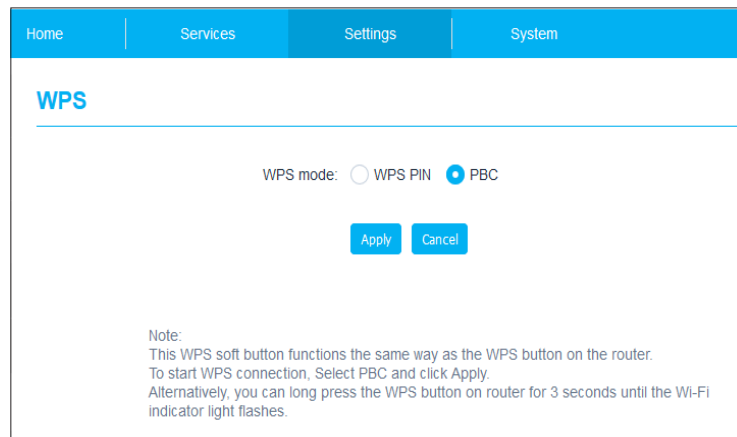 Home Services Settings System
WPS
WPS mode: WPS PIN PBC
Apply Cancel
Note:
This WPS soft button functions the same way as the WPS button on the router.
To start WPS connection, Select PBC and click Apply.
Alternatively, you can long press the WPS button on router for 3 seconds until the Wi-Fi
indicator light flashes.